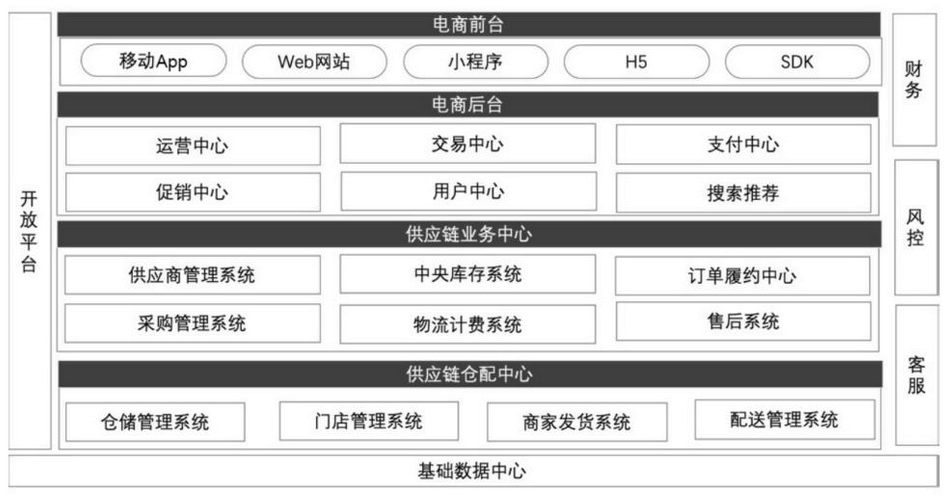 开放平台
电商前台
移动App
Web网站
小程序
H5
SDK
电商后台
运营中心
交易中心
支付中心
促销中心
用户中心
搜索推荐
供应链业务中心
供应商管理系统
中央库存系统
订单履约中心
采购管理系统
物流计费系统
售后系统
供应链仓配中心
仓储管理系统
门店管理系统
商家发货系统
配送管理系统
财务
风控
客服
基础数据中心